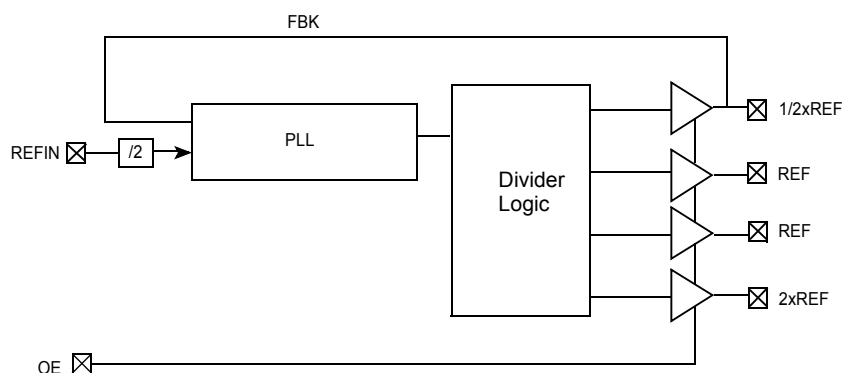 FBK
1/2xREF
PLL
REFIN
/2
REF
Divider
Logic
REF
2xREF
OE